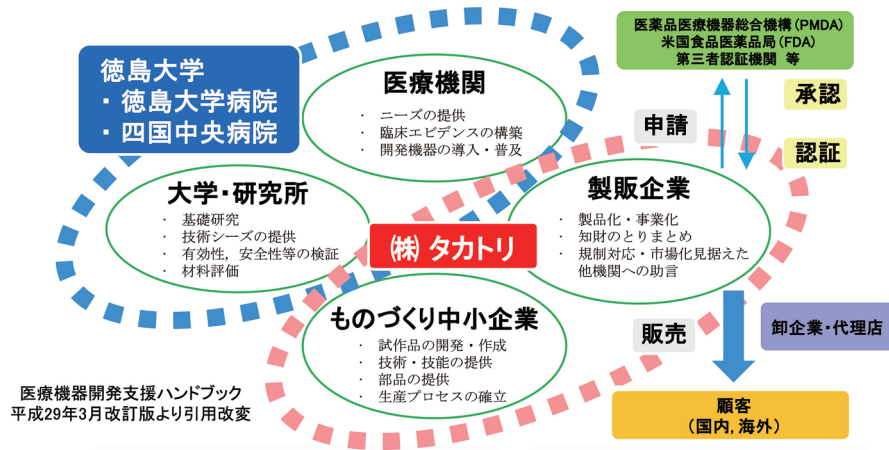 徳島大学
・徳島大学病院
・四国中央病院
医療機関
・ ニーズの提供
・ 臨床エビデンスの構築
・ 開発機器の導入・普及
医薬品医療機器総合機構(PMDA)
米国食品医薬品局(FDA)
第三者認証機関 等
承認
申請
認証
大学・研究所
・ 基礎研究
・ 技術シーズの提供
・ 有効性，安全性等の検証
・ 材料評価
㈱ タカトリ
製販企業
・ 製品化・事業化
・ 知財のとりまとめ
・ 規制対応・市場化見据えた
他機関への助言
ものづくり中小企業
・ 試作品の開発・作成
・ 技術・技能の提供
・ 部品の提供
・ 生産プロセスの確立
販売
卸企業・代理店
顧客
(国内，海外)
医療機器開発支援ハンドブック
平成29年3月改訂版より引用改変